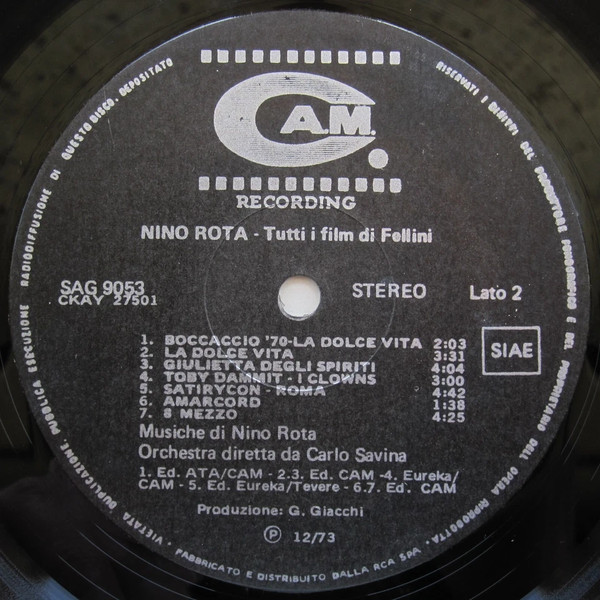 C.A.M.
RECORDING
NINO ROTA - Tutti i film di Fellini
SAG 9053
CKAY 27501
STEREO
Lato 2
1. BOCCACCIO '70-LA DOLCE VITA 2:03
2. LA DOLCE VITA 3:31
3. GIULIETTA DEGLI SPIRITI 4:04
4. TOBY DAMMIT - I CLOWNS 3:00
5. SATIRYCON - ROMA 4:42
6. AMARCORD 1:38
7. 8 MEZZO 4:25
SIAE
Musiche di Nino Rota
Orchestra diretta da Carlo Savina
1. Ed. ATA/CAM - 2.3. Ed. CAM -4. Eureka/
CAM - 5. Ed. Eureka/Tevere - 6.7. Ed. CAM
Produzione: G. Giacchi
Ⓟ 12/73
• VIETATA DUPLICAZIONE, PUBBLICA ESECUZIONE RADIODIFFUSIONE DI QUESTO DISCO. DEPOSITATO
RISERVATI I DIRITTI DEL PRODUTTORE FONOGRAFICO E DEL PROPRIETARIO DELL OPERA RIPRODOTTA. •
FABBRICATO E DISTRIBUITO DALLA RCA SPA